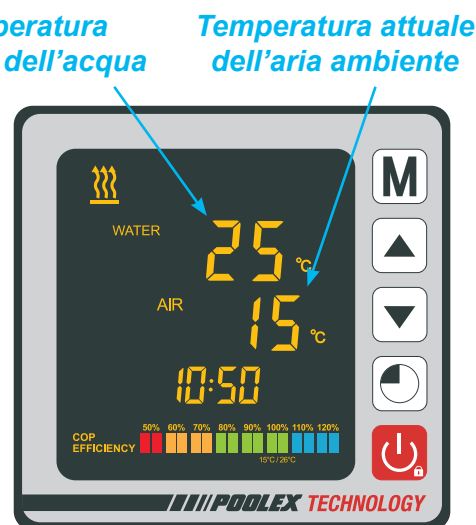 Temperatura attuale
dell'acqua
dell'aria ambiente
M
WATER
25 °C
AIR
15 °C
10:50
50% 60% 70% 80% 90% 100% 110% 120%
COP
EFFICIENCY
15°C / 26°C
POOLEX TECHNOLOGY